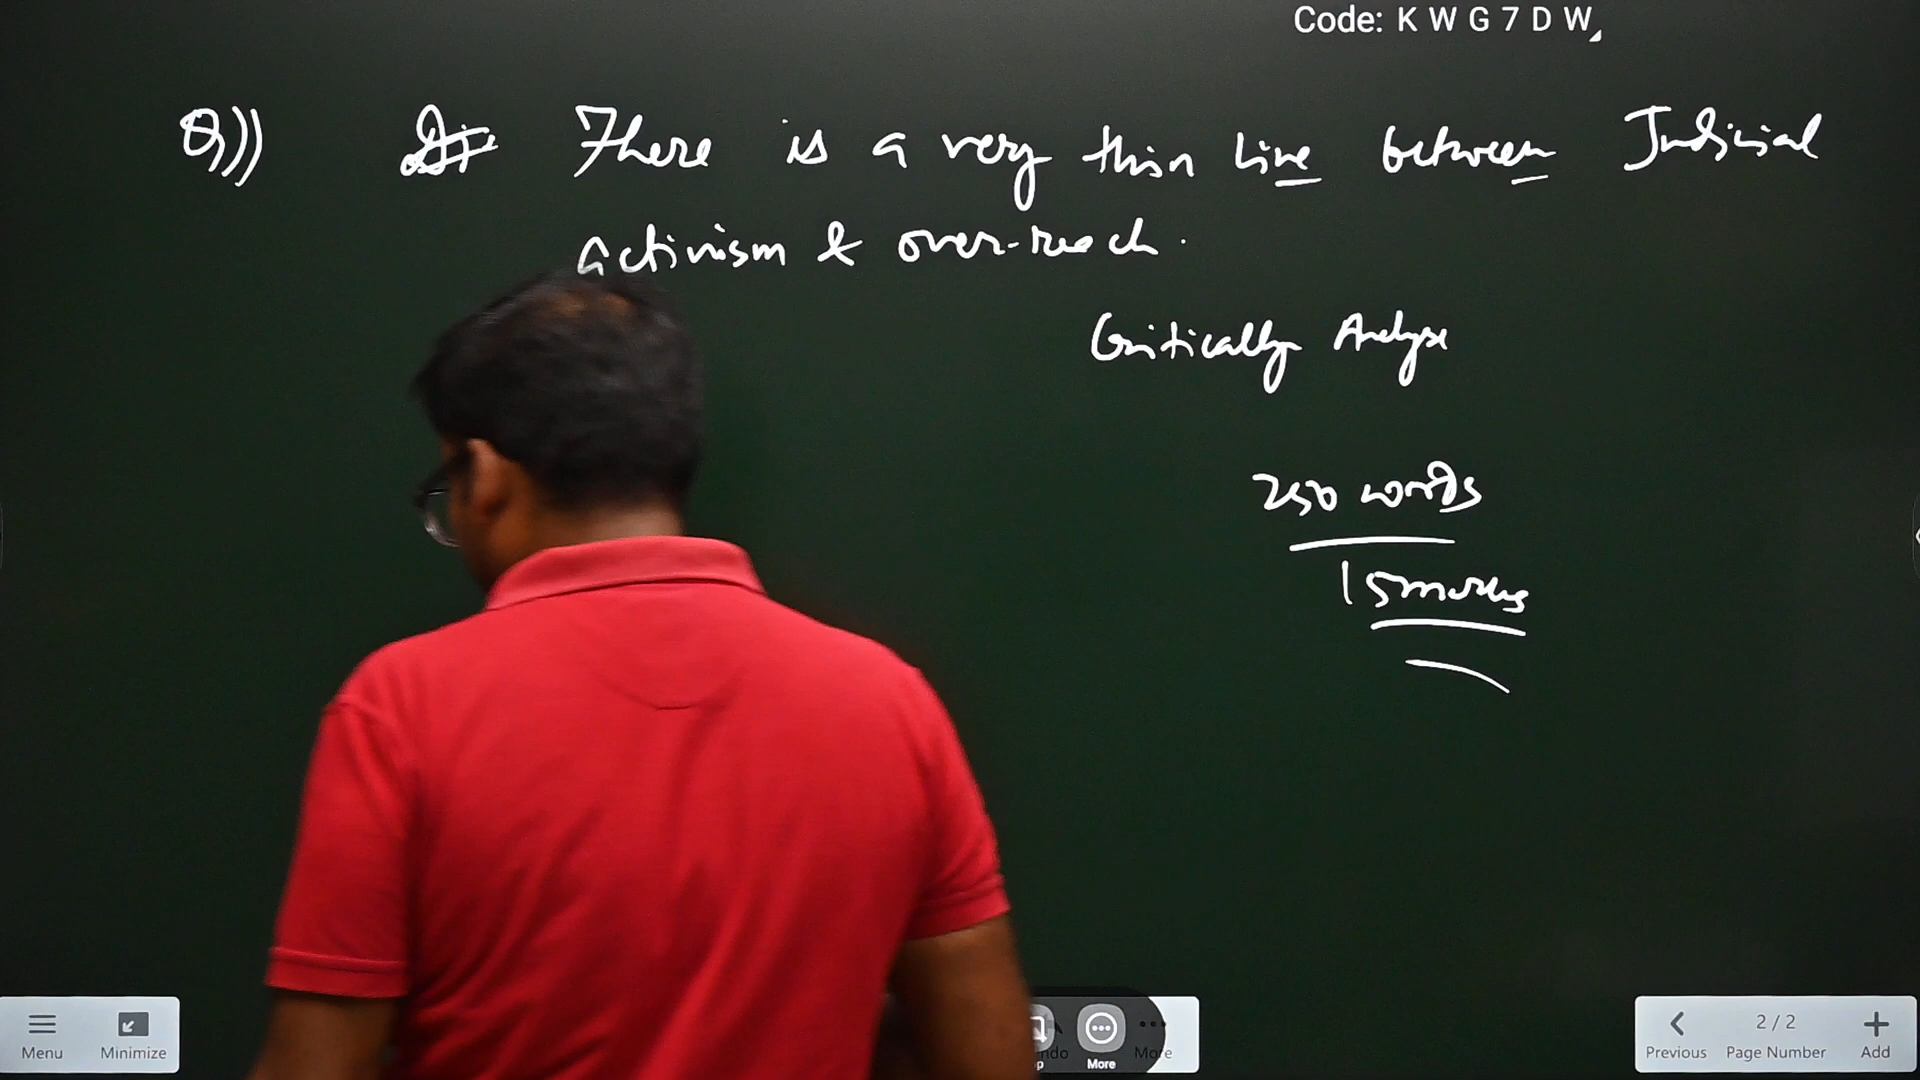 Code: K W G 7 D W
Q)) There is a very thin line between Judicial
activism & over-reach.
Critically Analyse
250 words
15 marks
Menu
Minimize
More
More
2/2
Previous
Page Number
Add